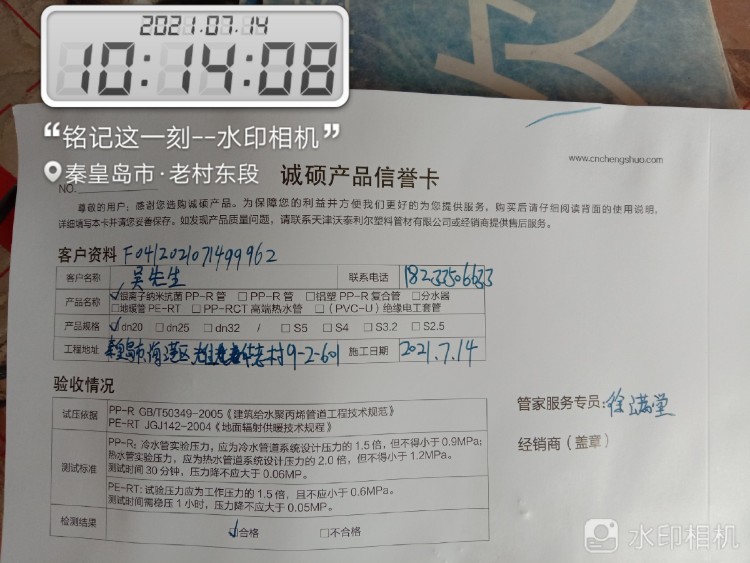 2021.07.14
10:14:08
“铭记这一刻--水印相机”
秦皇岛市·老村东段
www.cnchengshuo.com
诚硕产品信誉卡
NO.
尊敬的用户：感谢您选购诚硕产品。为保障您的利益并方便我们更好的为您提供服务，购买后请仔细阅读背面的使用说明，
详细填写本卡并请您妥善保存。如发现产品质量问题，请联系天津沃泰利尔塑料管材有限公司或经销商提供售后服务。
客户资料 F041202107149962
客户名称 吴先生 联系电话
产品名称 ☑银离子纳米抗菌PP-R管 □PP-R管 □铝塑PP-R复合管 □分水器
□地暖管PE-RT □PP-RCT高端热水管 □(PVC-U)绝缘电工套管
产品规格 ☑dn20 □dn25 □dn32 / □S5 □S4 □S3.2 □S2.5
工程地址 海港区 村9-2-601 施工日期 2021.7.14
验收情况
试压依据 PP-R GB/T50349-2005《建筑给水聚丙烯管道工程技术规范》
PE-RT JGJ142-2004《地面辐射供暖技术规程》
测试标准 PP-R：冷水管实验压力，应为冷水管道系统设计压力的1.5倍，但不得小于0.9MPa；
热水管实验压力，应为热水管道系统设计压力的2.0倍，但不得小于1.2MPa。
测试时间30分钟，压力降不应大于0.06MP。
PE-RT：试验压力应为工作压力的1.5倍，且不应小于0.6MPa。
测试时间需稳压1小时，压力降不应大于0.05MP。
检测结果 ☑合格 □不合格
管家服务专员：徐满堂
经销商（盖章）
水印相机